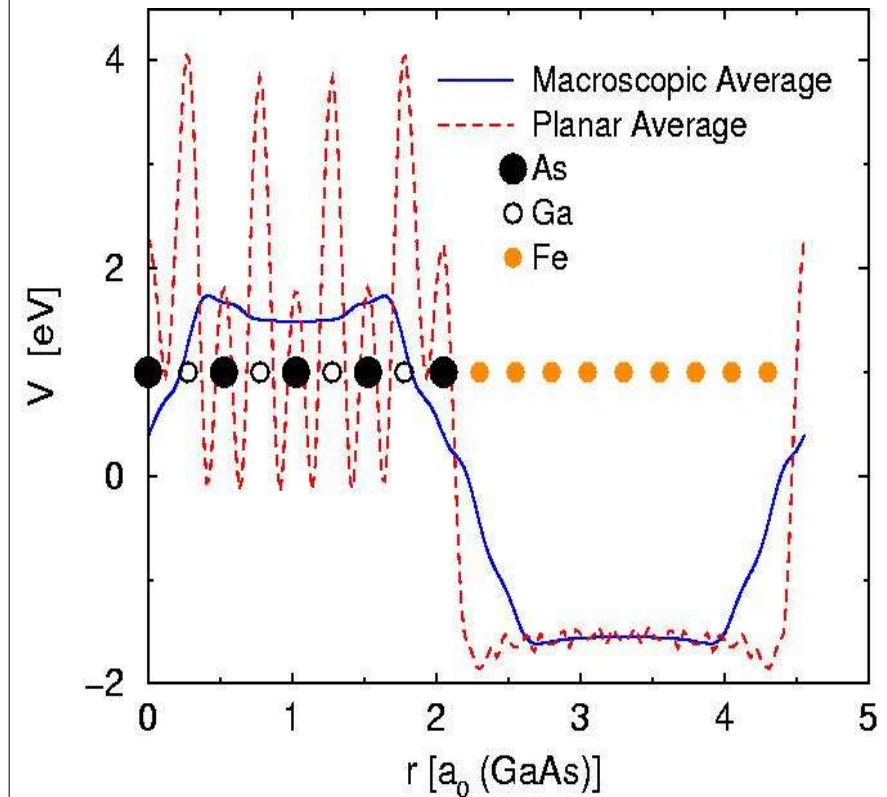 4
2
0
−2
V [eV]
Macroscopic Average
Planar Average
As
Ga
Fe
0 1 2 3 4 5
r [a₀ (GaAs)]